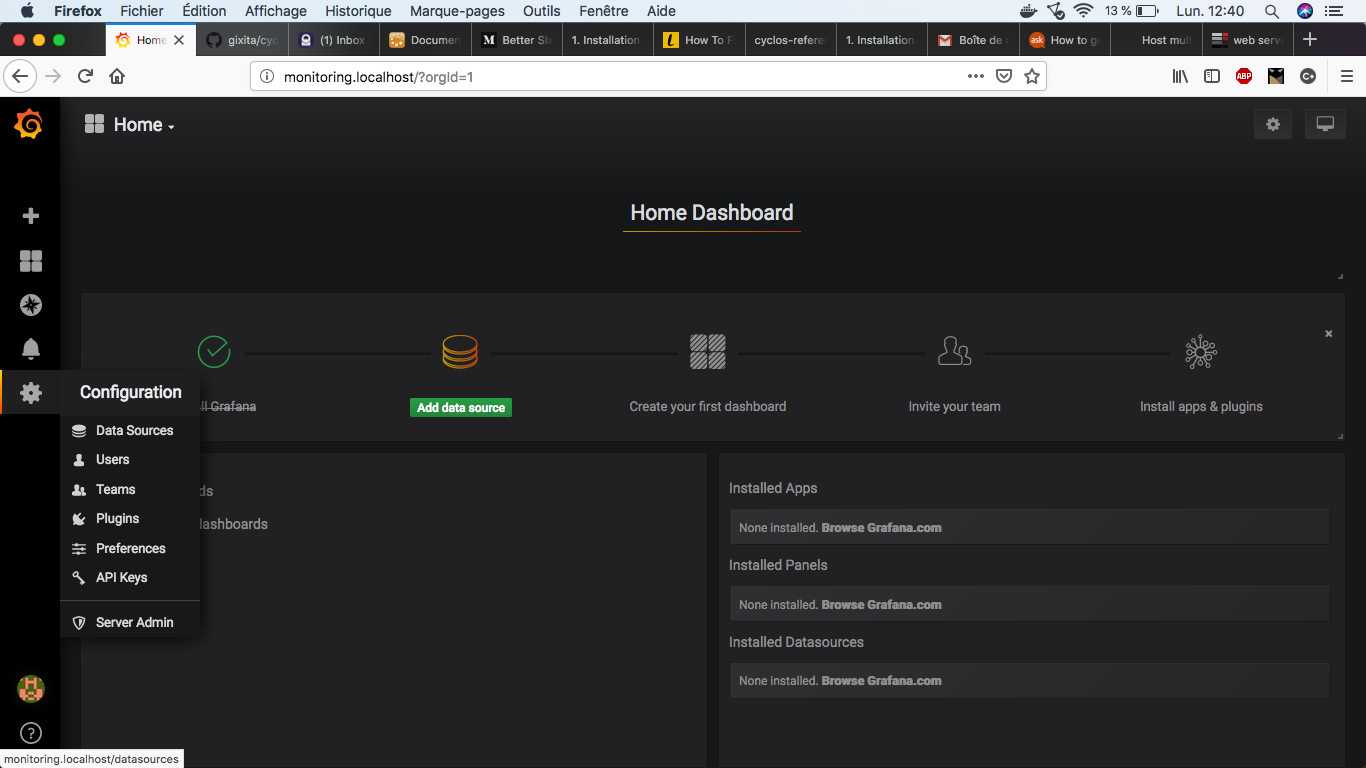 Firefox Fichier Édition Affichage Historique Marque-pages Outils Fenêtre Aide 13 % Lun. 12:40
Home gixita/cyc (1) Inbox Documen Better Sla 1. Installation How To Fi cyclos-refere 1. Installation Boîte de r ask How to g Host mult web serve
monitoring.localhost/?orgId=1
ABP
Home
Home Dashboard
ll Grafana Add data source Create your first dashboard Invite your team Install apps & plugins
Configuration
Data Sources
Users
Teams
Plugins
Preferences
API Keys
Server Admin
ds
dashboards
Installed Apps
None installed. Browse Grafana.com
Installed Panels
None installed. Browse Grafana.com
Installed Datasources
None installed. Browse Grafana.com
monitoring.localhost/datasources